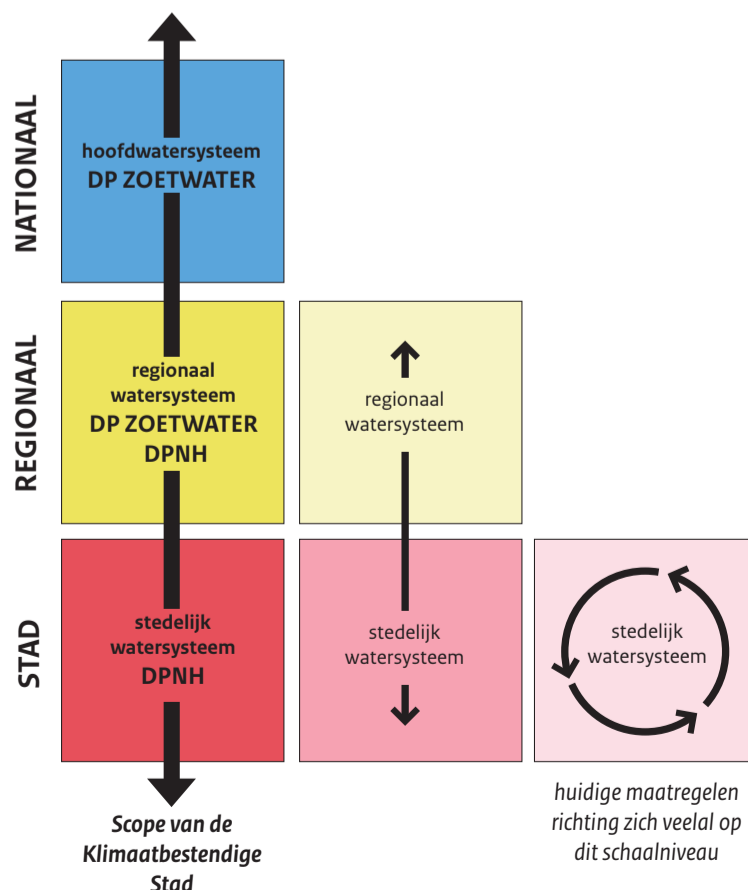 NATIONAAL
hoofdwatersysteem
DP ZOETWATER
REGIONAAL
regionaal
watersysteem
DP ZOETWATER
DPNH
regionaal
watersysteem
STAD
stedelijk
watersysteem
DPNH
stedelijk
watersysteem
stedelijk
watersysteem
Scope van de
Klimaatbestendige
Stad
huidige maatregelen
richting zich veelal op
dit schaalniveau